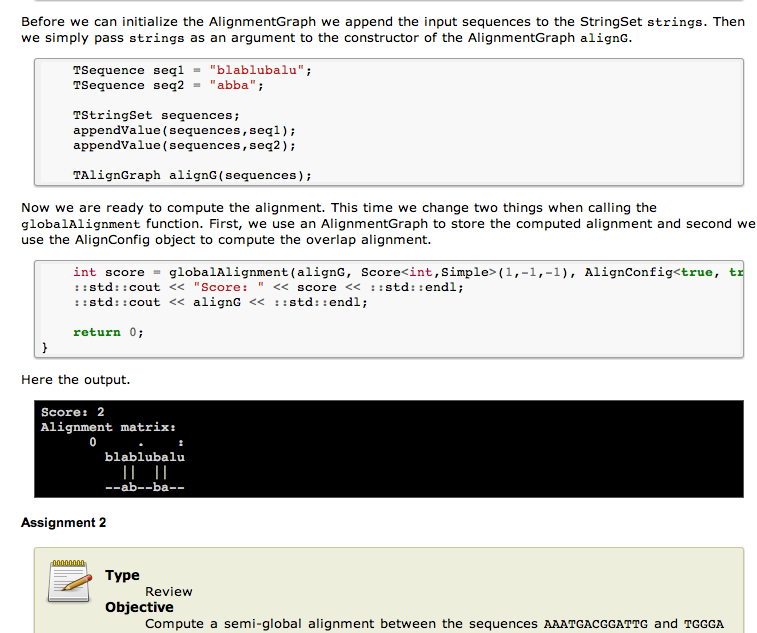 Before we can initialize the AlignmentGraph we append the input sequences to the StringSet strings. Then
we simply pass strings as an argument to the constructor of the AlignmentGraph alignG.
TSequence seq1 = "blablubalu";
TSequence seq2 = "abba";
TStringSet sequences;
appendValue(sequences,seq1);
appendValue(sequences,seq2);
TAlignGraph alignG(sequences);
Now we are ready to compute the alignment. This time we change two things when calling the
globalAlignment function. First, we use an AlignmentGraph to store the computed alignment and second we
use the AlignConfig object to compute the overlap alignment.
int score = globalAlignment(alignG, Score<int,Simple>(1,-1,-1), AlignConfig<true, tr
::std::cout << "Score: " << score << ::std::endl;
::std::cout << alignG << ::std::endl;
return 0;
}
Here the output.
Score: 2
Alignment matrix:
0     .    :
blablubalu
||  ||
--ab--ba--
Assignment 2
Type
Review
Objective
Compute a semi-global alignment between the sequences AAATGACGGATTG and TGGGA